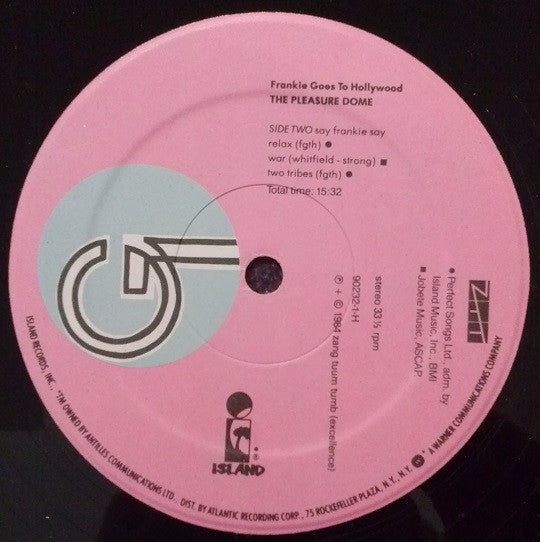 Frankie Goes To Hollywood
THE PLEASURE DOME
SIDE TWO say frankie say
relax (fgth) ●
war (whitfield - strong) ■
two tribes (fgth) ●
Total time: 15:32
stereo 33 ⅓ rpm
90232-1-H
℗ + © 1984 zang tuum tumb (excellence)
ZTT
● Perfect Songs Ltd., adm. by
Island Music, Inc., BMI
■ Jobete Music, ASCAP
®
ISLAND
ISLAND RECORDS, INC., *TM OWNED BY ANTILLES COMMUNICATIONS LTD., DIST. BY ATLANTIC RECORDING CORP., 75 ROCKEFELLER PLAZA, N.Y., N.Y. A WARNER COMMUNICATIONS COMPANY